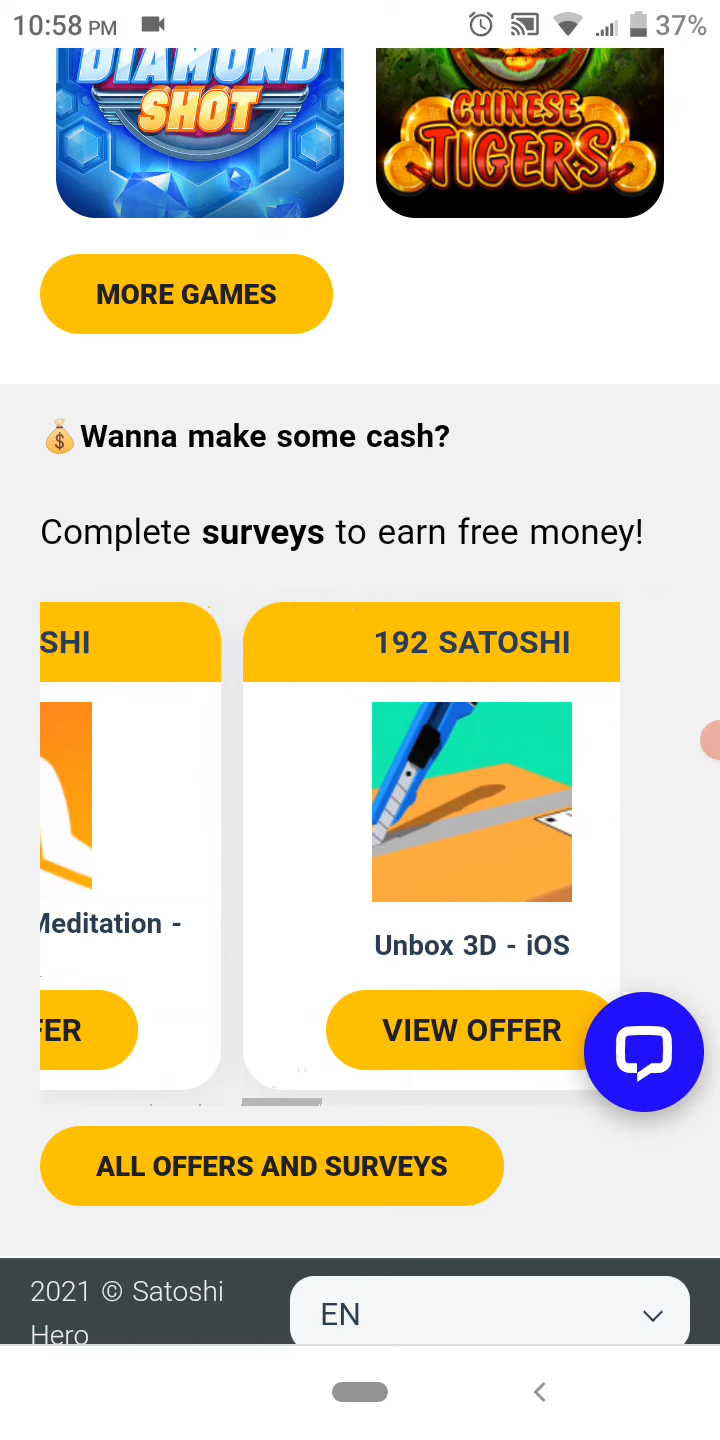 10:58 PM
37%
DIAMOND
SHOT
CHINESE
TIGERS
MORE GAMES
💰Wanna make some cash?
Complete surveys to earn free money!
SHI
192 SATOSHI
Meditation -
Unbox 3D - iOS
FER
VIEW OFFER
ALL OFFERS AND SURVEYS
2021 © Satoshi
Hero
EN